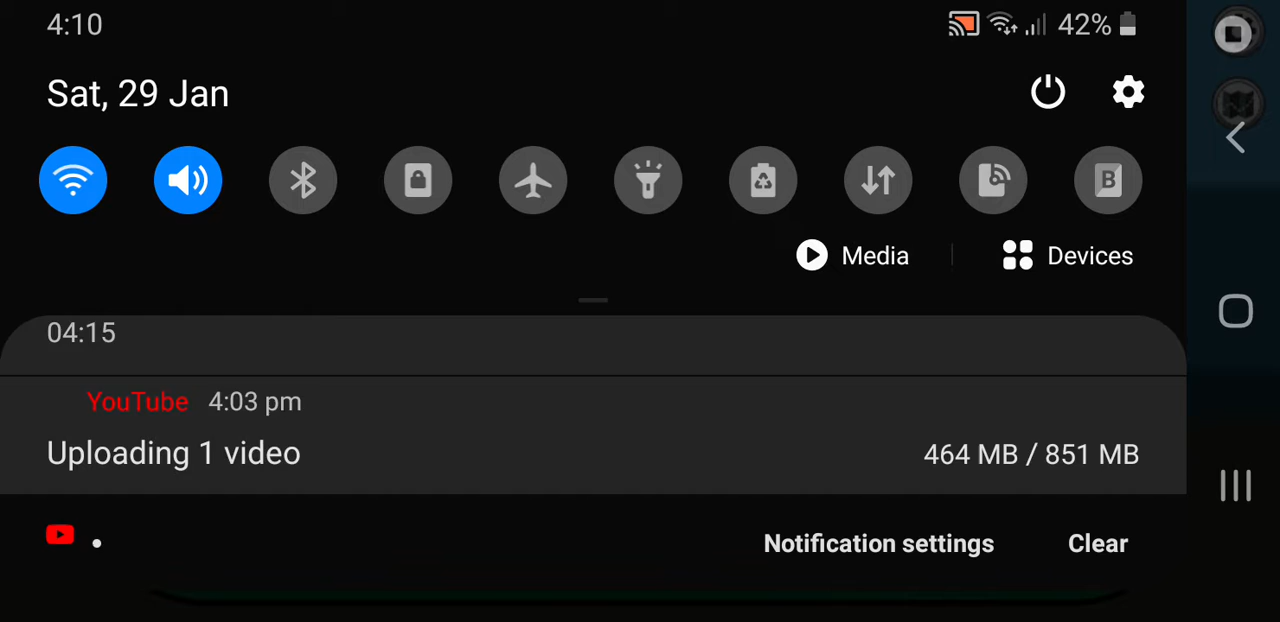 4:10
42%
Sat, 29 Jan
B
Media
Devices
04:15
YouTube 4:03 pm
Uploading 1 video
464 MB / 851 MB
Notification settings
Clear